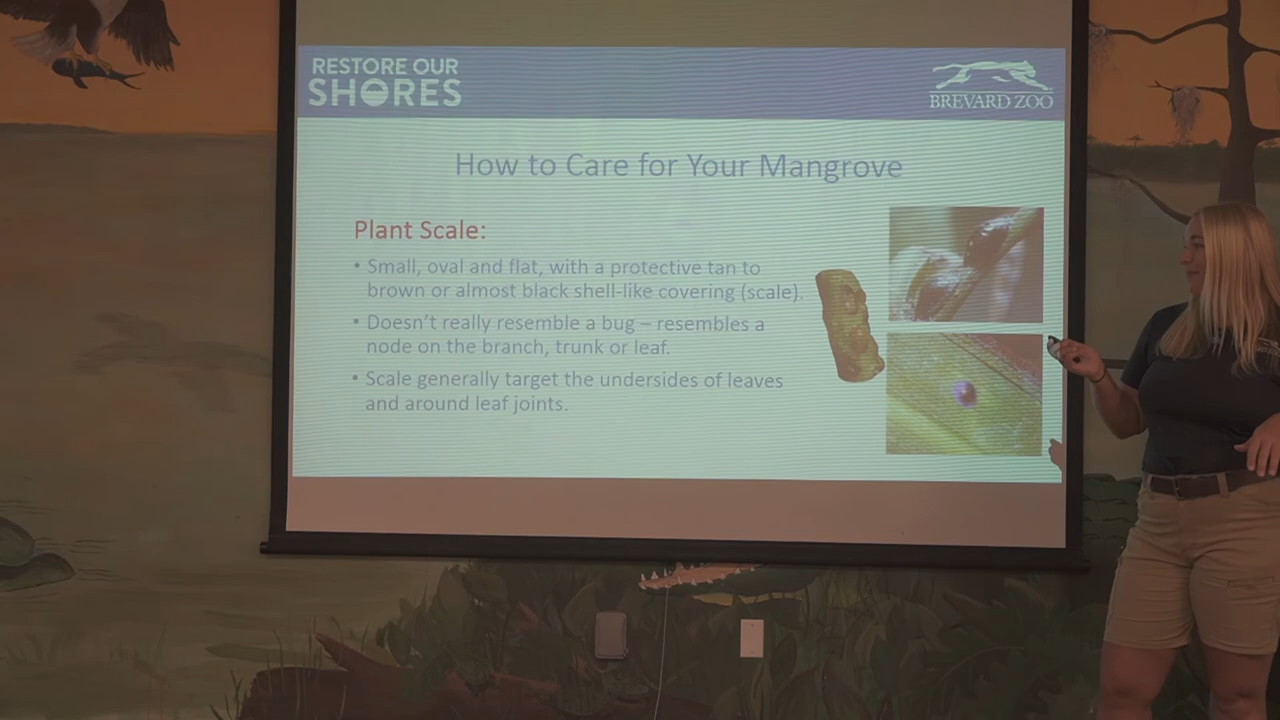 RESTORE OUR
SHORES
BREVARD ZOO
How to Care for Your Mangrove
Plant Scale:
• Small, oval and flat, with a protective tan to
brown or almost black shell-like covering (scale).
• Doesn't really resemble a bug – resembles a
node on the branch, trunk or leaf.
• Scale generally target the undersides of leaves
and around leaf joints.